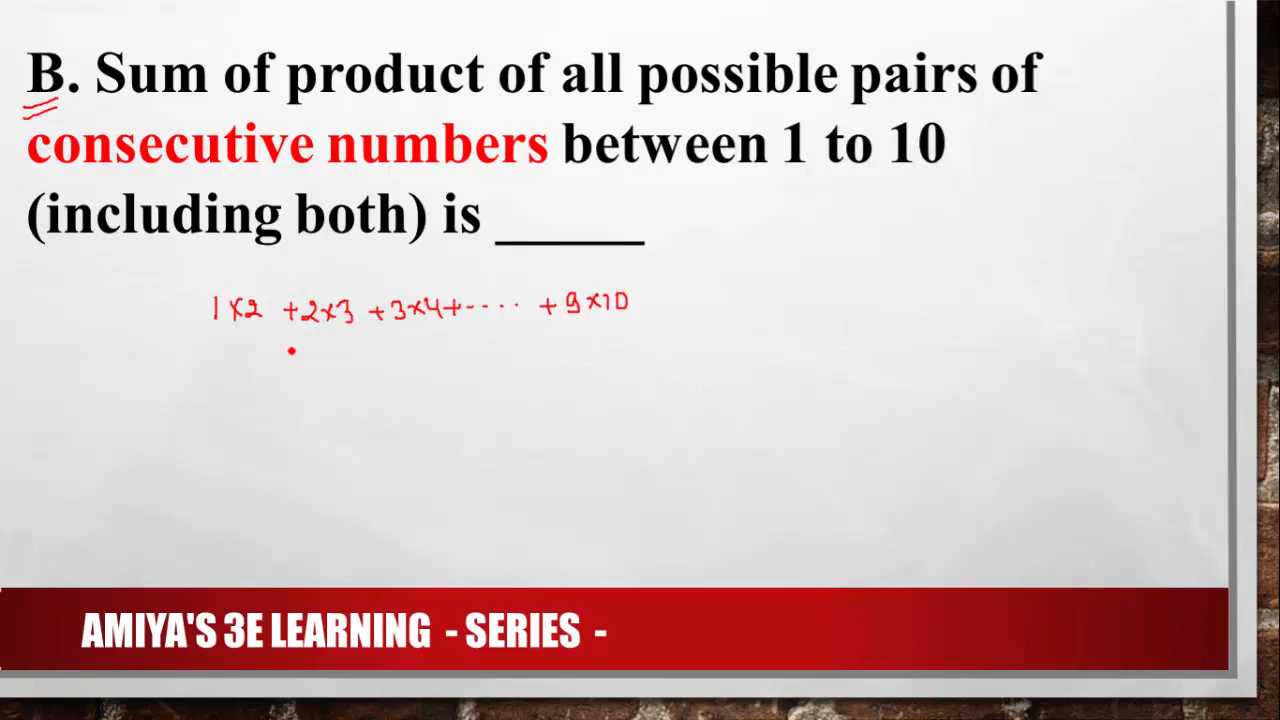 B. Sum of product of all possible pairs of
consecutive numbers between 1 to 10
(including both) is _____
1×2 +2×3 +3×4+----  +9×10
AMIYA'S 3E LEARNING - SERIES -